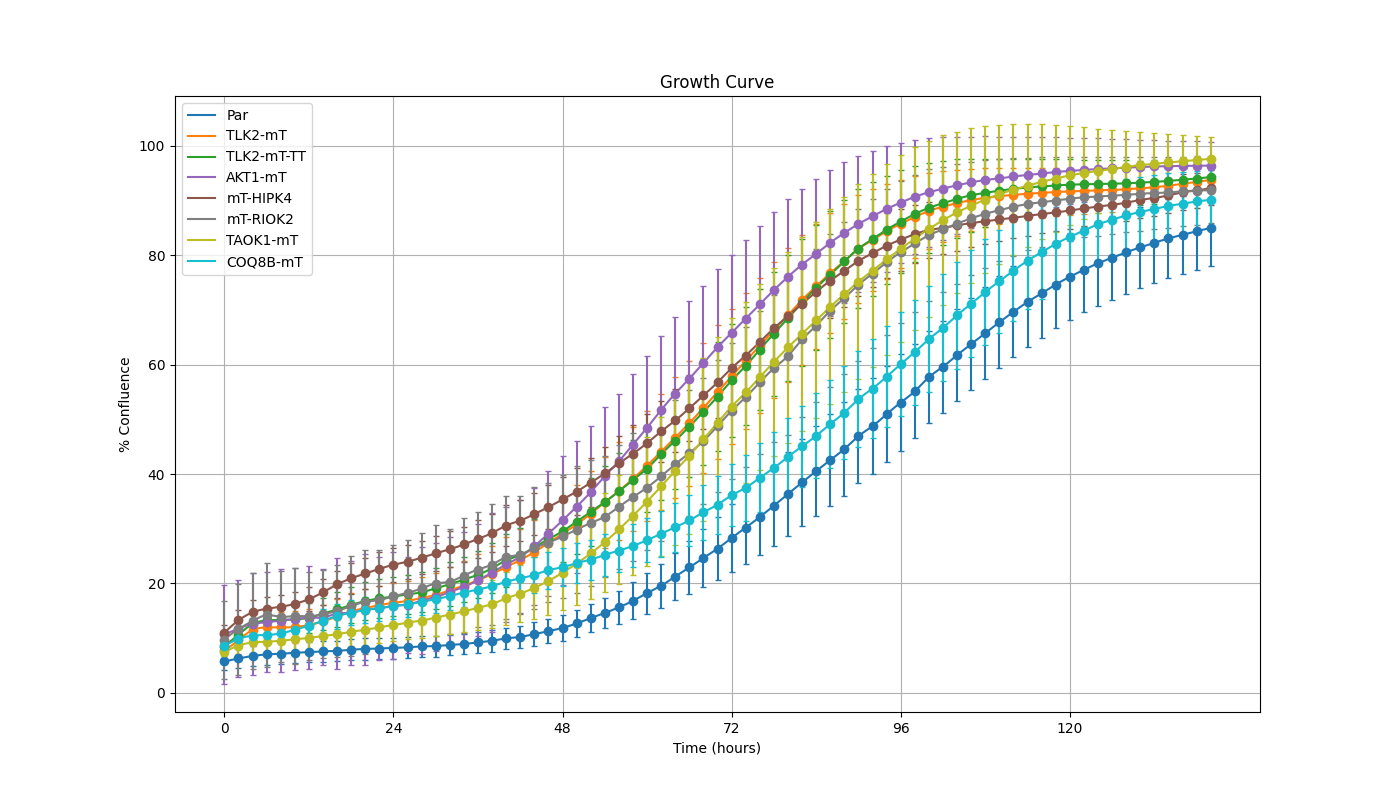 Growth Curve
Par
TLK2-mT
TLK2-mT-TT
AKT1-mT
mT-HIPK4
mT-RIOK2
TAOK1-mT
COQ8B-mT
100
80
60
40
20
0
% Confluence
0 24 48 72 96 120
Time (hours)